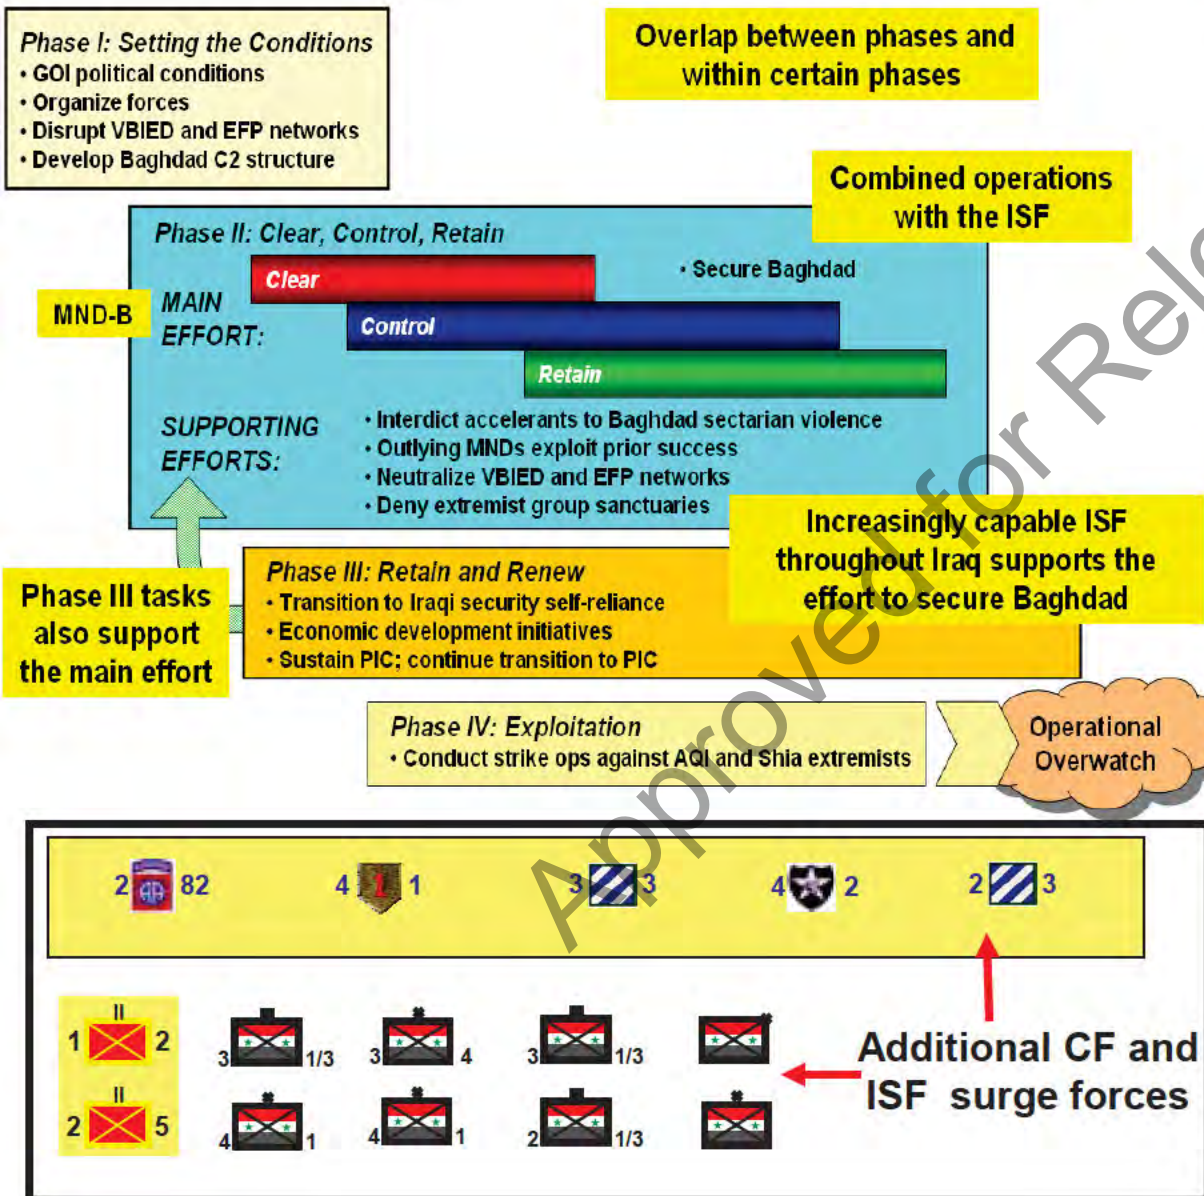 Phase I: Setting the Conditions
• GOI political conditions
• Organize forces
• Disrupt VBIED and EFP networks
• Develop Baghdad C2 structure
Overlap between phases and
within certain phases
Combined operations
with the ISF
Phase II: Clear, Control, Retain
Clear
• Secure Baghdad
MND-B
MAIN
EFFORT:
Control
Retain
SUPPORTING
EFFORTS:
• Interdict accelerants to Baghdad sectarian violence
• Outlying MNDs exploit prior success
• Neutralize VBIED and EFP networks
• Deny extremist group sanctuaries
Increasingly capable ISF
throughout Iraq supports the
effort to secure Baghdad
Phase III tasks
also support
the main effort
Phase III: Retain and Renew
• Transition to Iraqi security self-reliance
• Economic development initiatives
• Sustain PIC; continue transition to PIC
Phase IV: Exploitation
• Conduct strike ops against AQI and Shia extremists
Operational
Overwatch
Approved for Rele
2 AA 82
4 1 1
3 3
4 2
2 3
II
1 2
3 1/3
3 4
3 1/3
II
2 5
4 1
4 1
2 1/3
Additional CF and
ISF surge forces